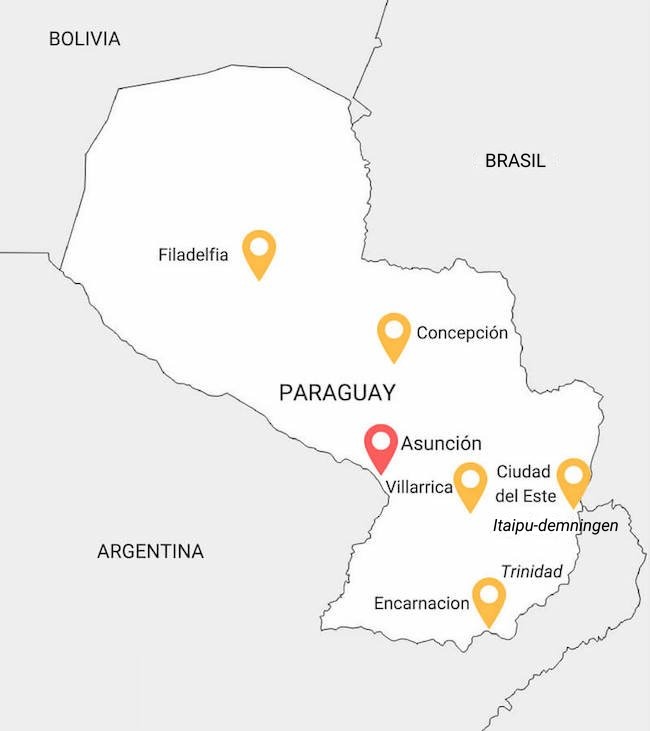 BOLIVIA
BRASIL
Filadelfia
Concepción
PARAGUAY
Asunción
Villarrica
Ciudad
del Este
Itaipu-demningen
ARGENTINA
Trinidad
Encarnacion